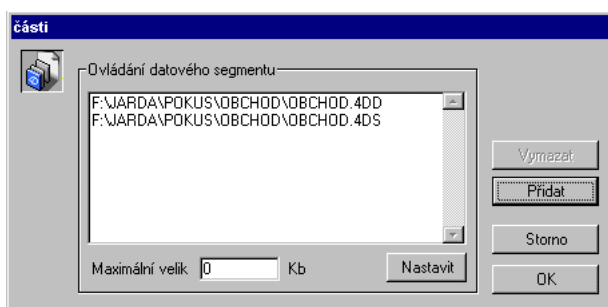 části
Ovládání datového segmentu
F:\JARDA\POKUS\OBCHOD\OBCHOD.4DD
F:\JARDA\POKUS\OBCHOD\OBCHOD.4DS
Vymazat
Přidat
Storno
Maximální velik 0 Kb Nastavit
OK